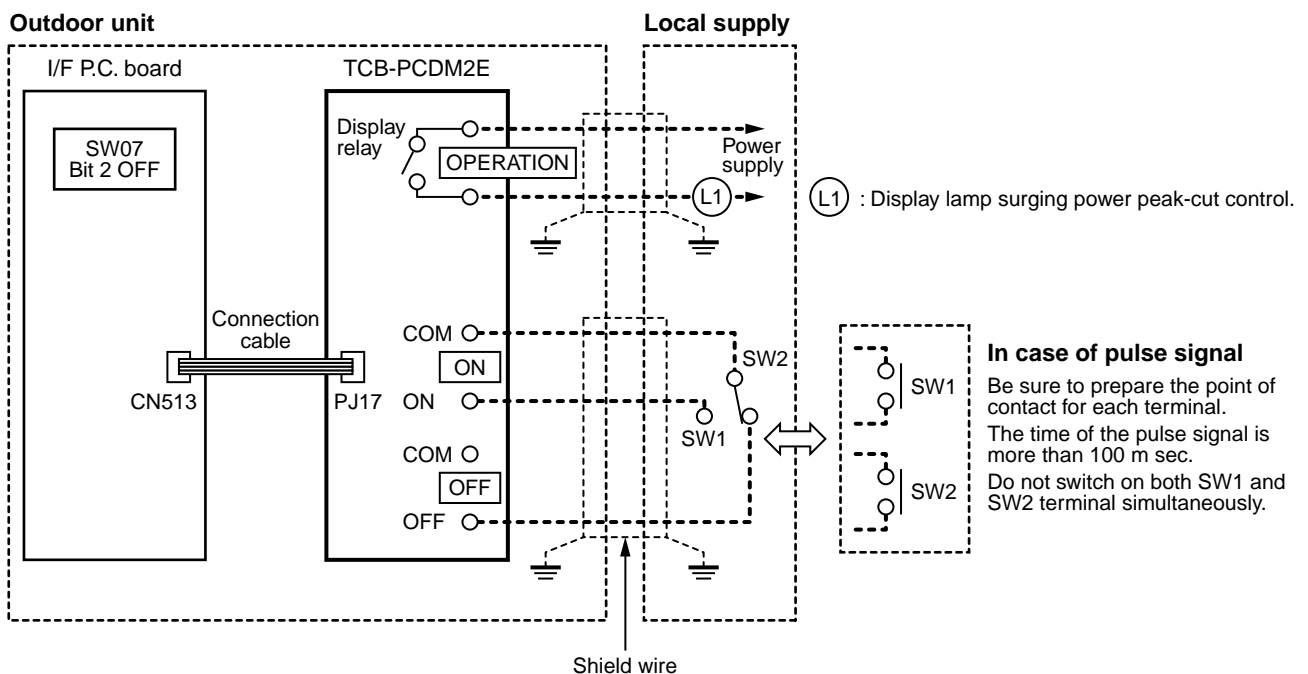 Outdoor unit
Local supply
I/F P.C. board
TCB-PCDM2E
SW07
Bit 2 OFF
Display
relay
OPERATION
Power
supply
L1
L1 : Display lamp surging power peak-cut control.
Connection
cable
CN513
PJ17
COM
ON
ON
COM
OFF
OFF
SW2
SW1
SW1
SW2
In case of pulse signal
Be sure to prepare the point of
contact for each terminal.
The time of the pulse signal is
more than 100 m sec.
Do not switch on both SW1 and
SW2 terminal simultaneously.
Shield wire